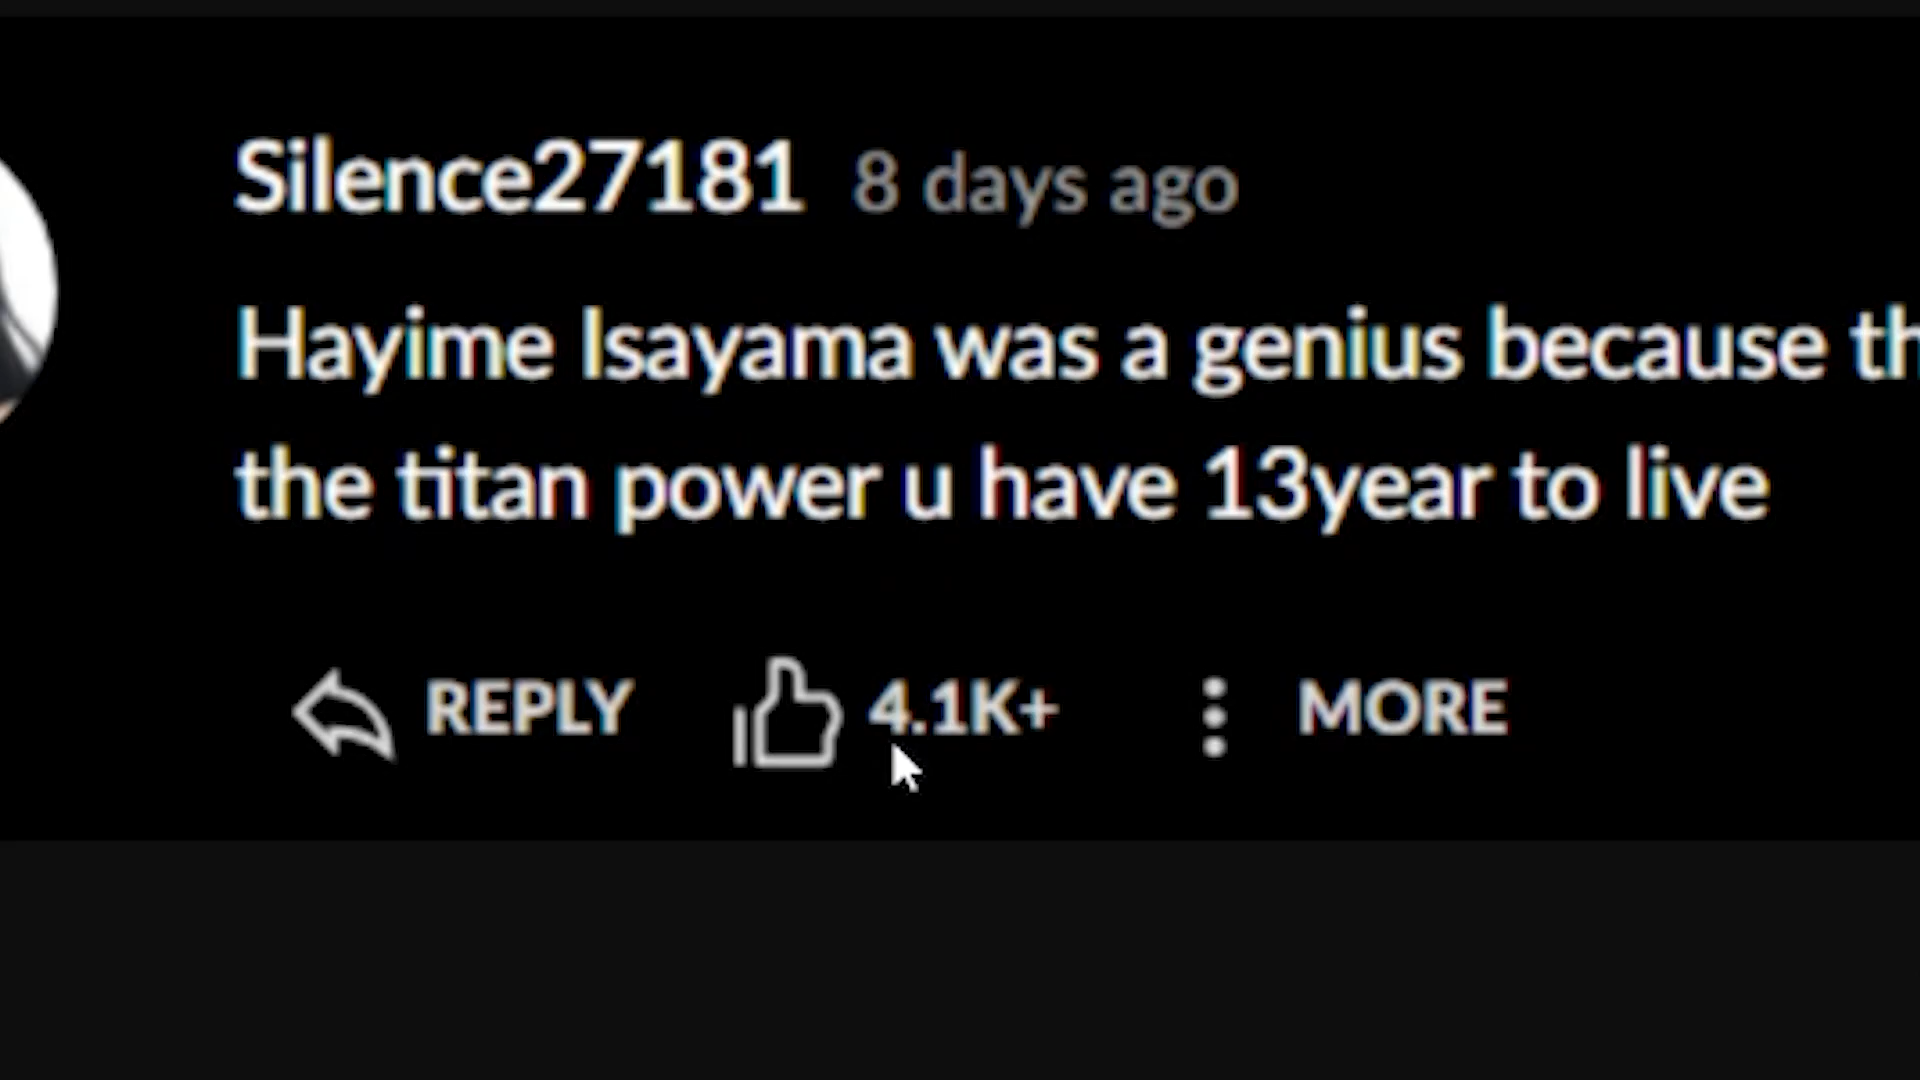 Silence27181 8 days ago
Hayime Isayama was a genius because
the titan power u have 13year to live
REPLY 4.1K+ MORE